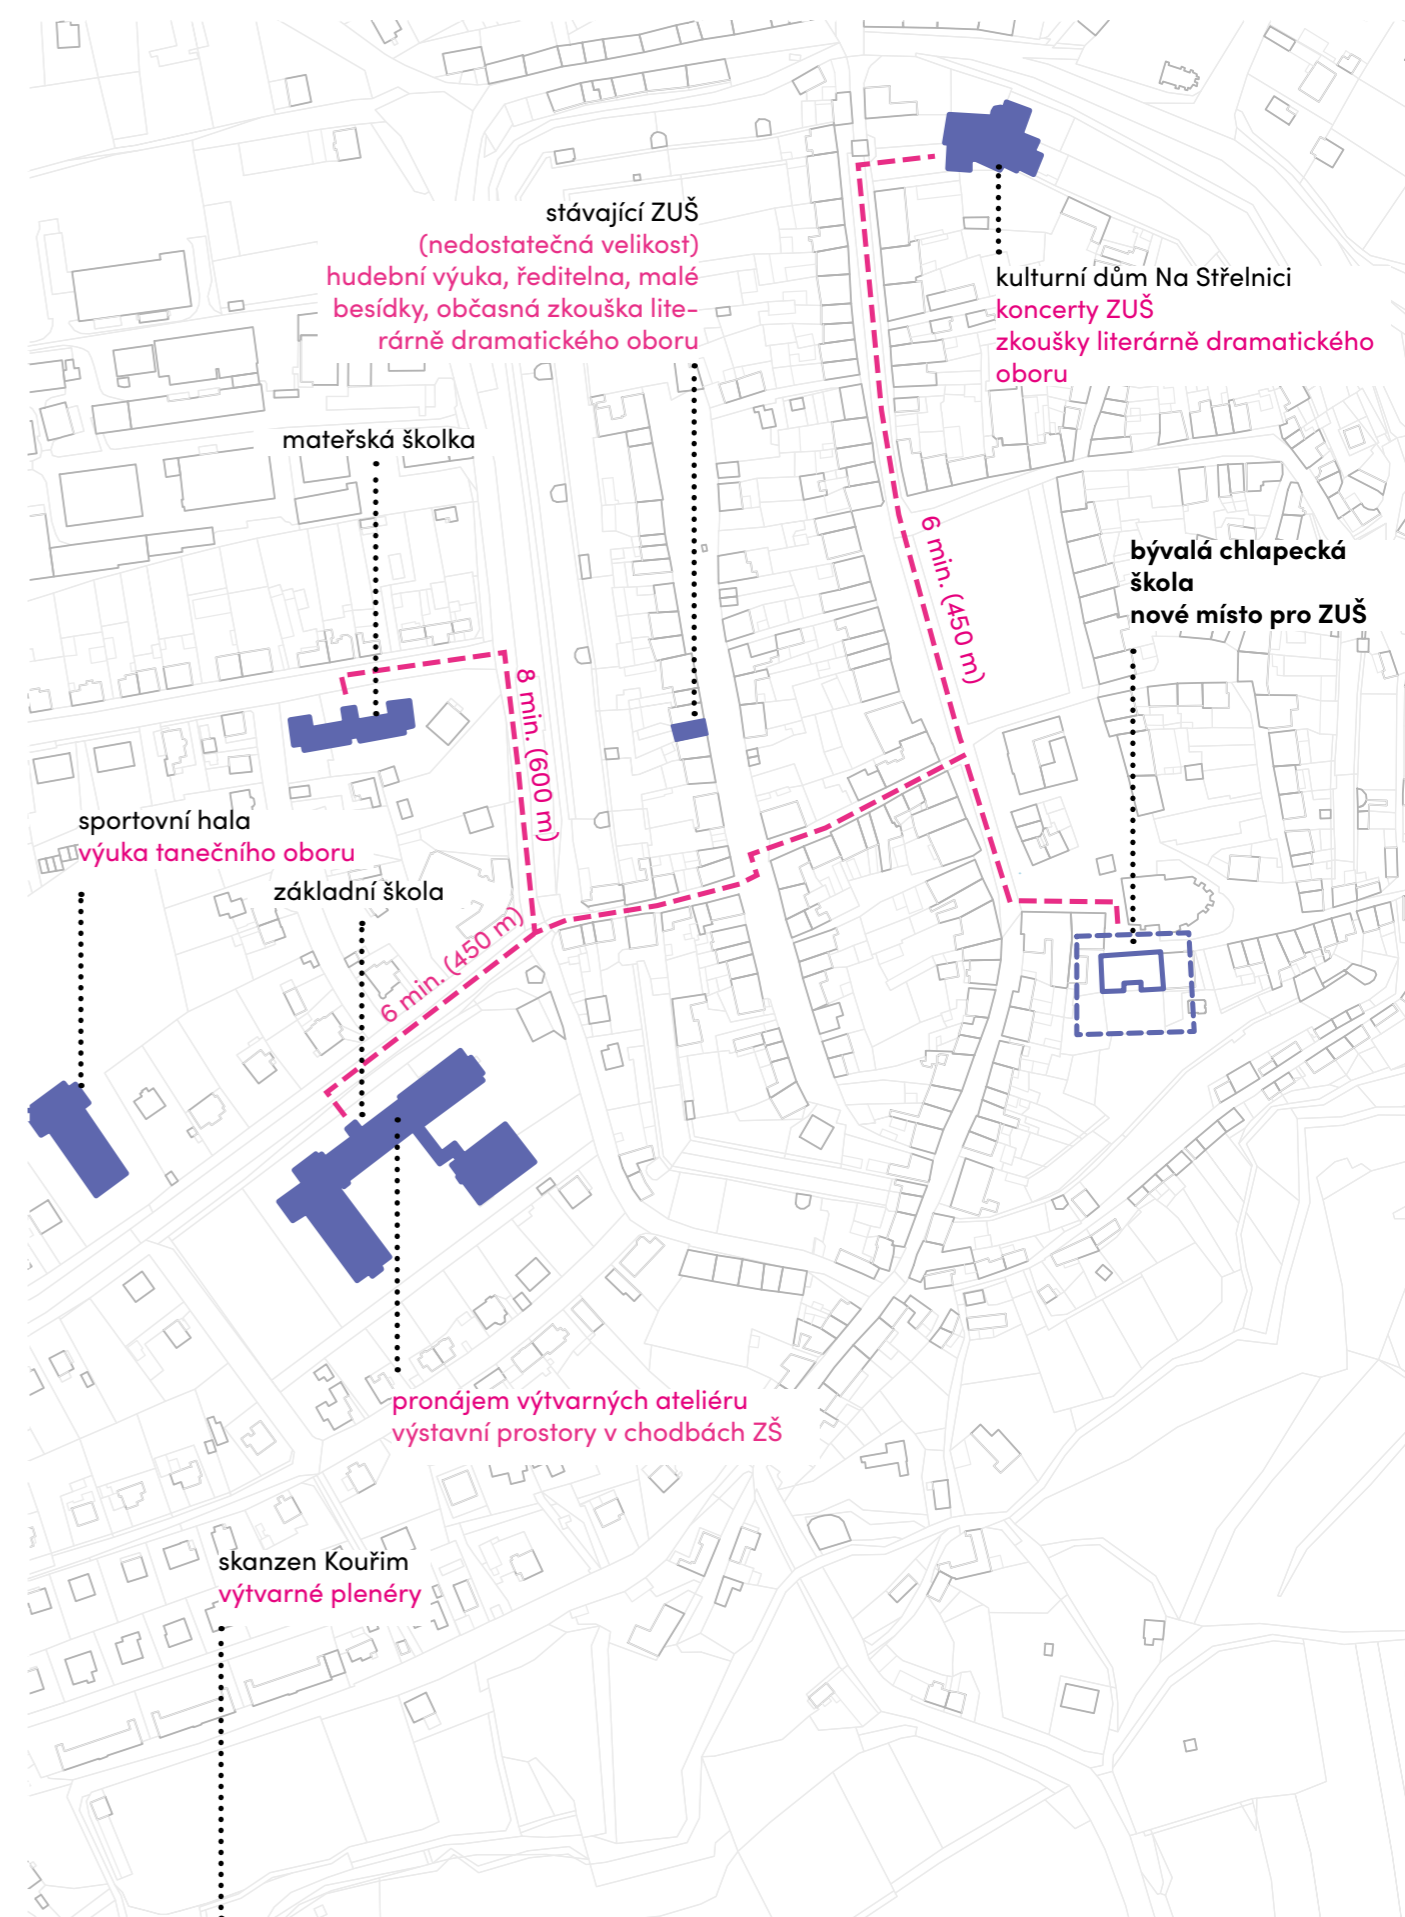 stávající ZUŠ
(nedostatečná velikost)
hudební výuka, ředitelna, malé
besídky, občasná zkouška lite-
rárně dramatického oboru
kulturní dům Na Střelnici
koncerty ZUŠ
zkoušky literárně dramatického
oboru
mateřská školka
6 min. (450 m)
bývalá chlapecká
škola
nové místo pro ZUŠ
8 min. (600 m)
sportovní hala
výuka tanečního oboru
základní škola
6 min. (450 m)
pronájem výtvarných ateliéru
výstavní prostory v chodbách ZŠ
skanzen Kouřim
výtvarné plenéry